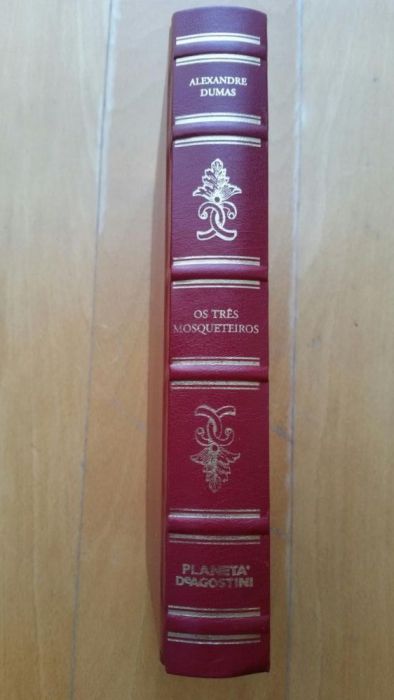 ALEXANDRE
DUMAS
OS TRÊS
MOSQUETEIROS
PLANETA
DeAGOSTINI